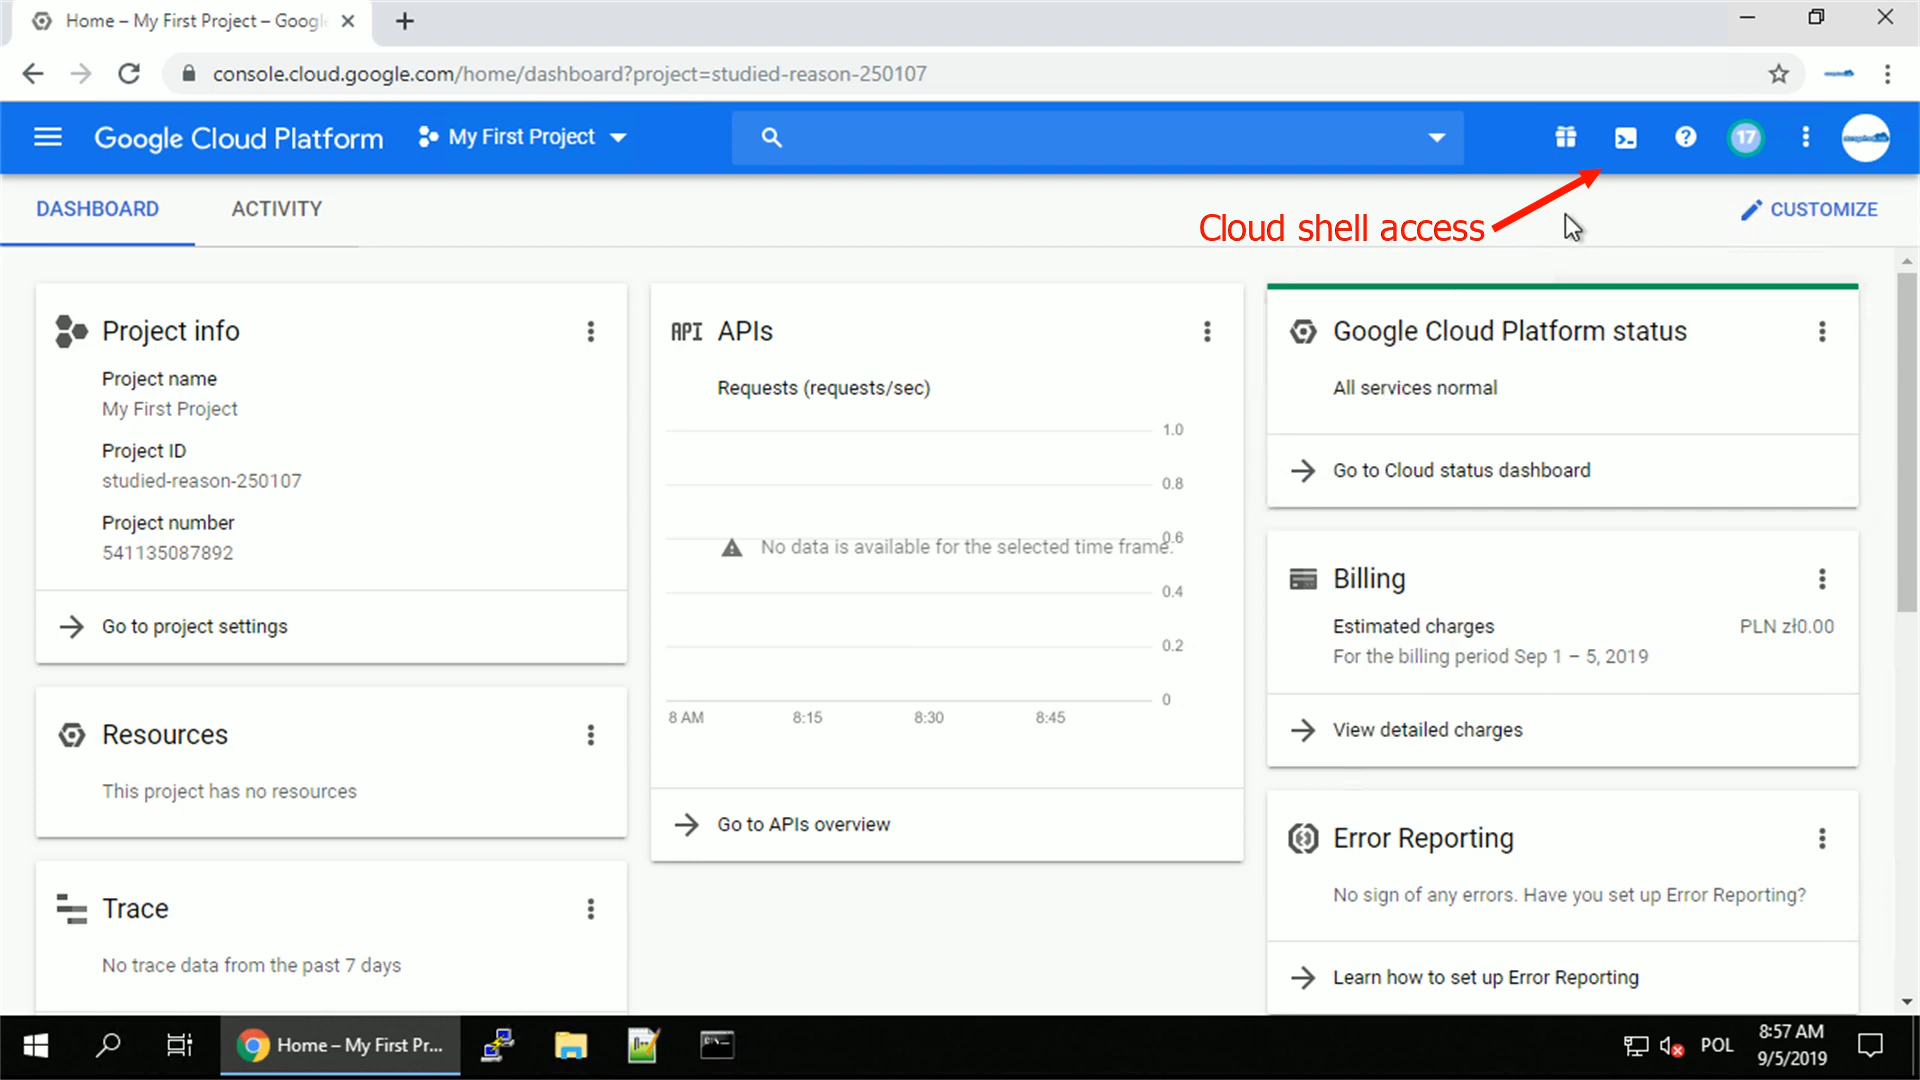 Home – My First Project – Googl
console.cloud.google.com/home/dashboard?project=studied-reason-250107
Google Cloud Platform
My First Project
17
DASHBOARD
ACTIVITY
Cloud shell access
CUSTOMIZE
Project info
Project name
My First Project
Project ID
studied-reason-250107
Project number
541135087892
Go to project settings
Resources
This project has no resources
Trace
No trace data from the past 7 days
API APIs
Requests (requests/sec)
1.0
0.8
0.6
No data is available for the selected time frame.
0.4
0.2
0
8 AM 8:15 8:30 8:45
Go to APIs overview
Google Cloud Platform status
All services normal
Go to Cloud status dashboard
Billing
Estimated charges PLN zł0.00
For the billing period Sep 1 – 5, 2019
View detailed charges
Error Reporting
No sign of any errors. Have you set up Error Reporting?
Learn how to set up Error Reporting
Home – My First Pr...
POL
8:57 AM
9/5/2019